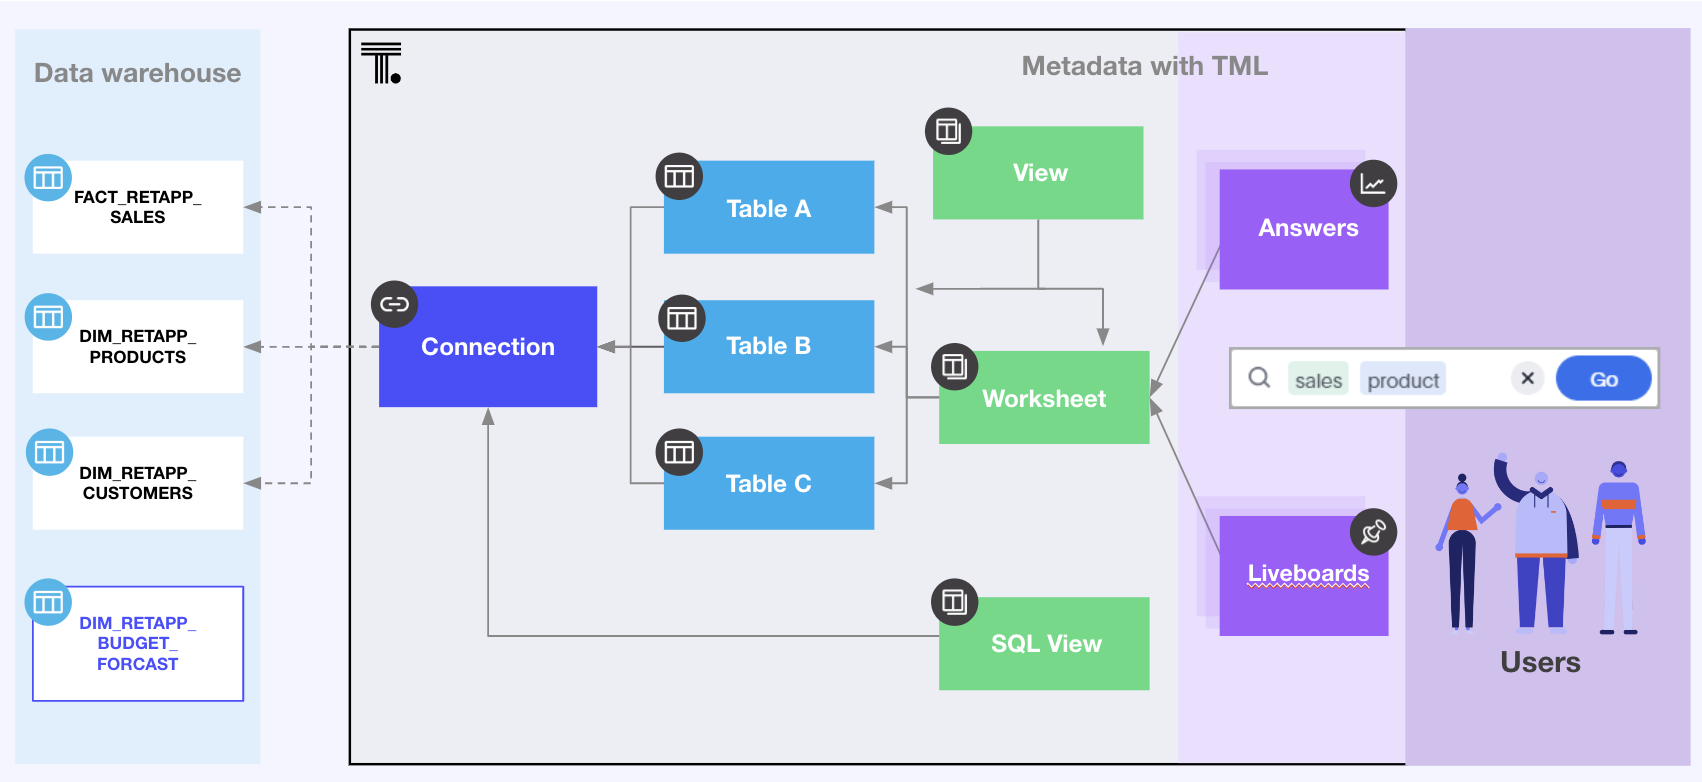 Data warehouse
FACT_RETAPP_
SALES
DIM_RETAPP_
PRODUCTS
DIM_RETAPP_
CUSTOMERS
DIM_RETAPP_
BUDGET_
FORCAST
Metadata with TML
Connection
Table A
Table B
Table C
View
Worksheet
SQL View
Answers
Liveboards
sales product × Go
Users